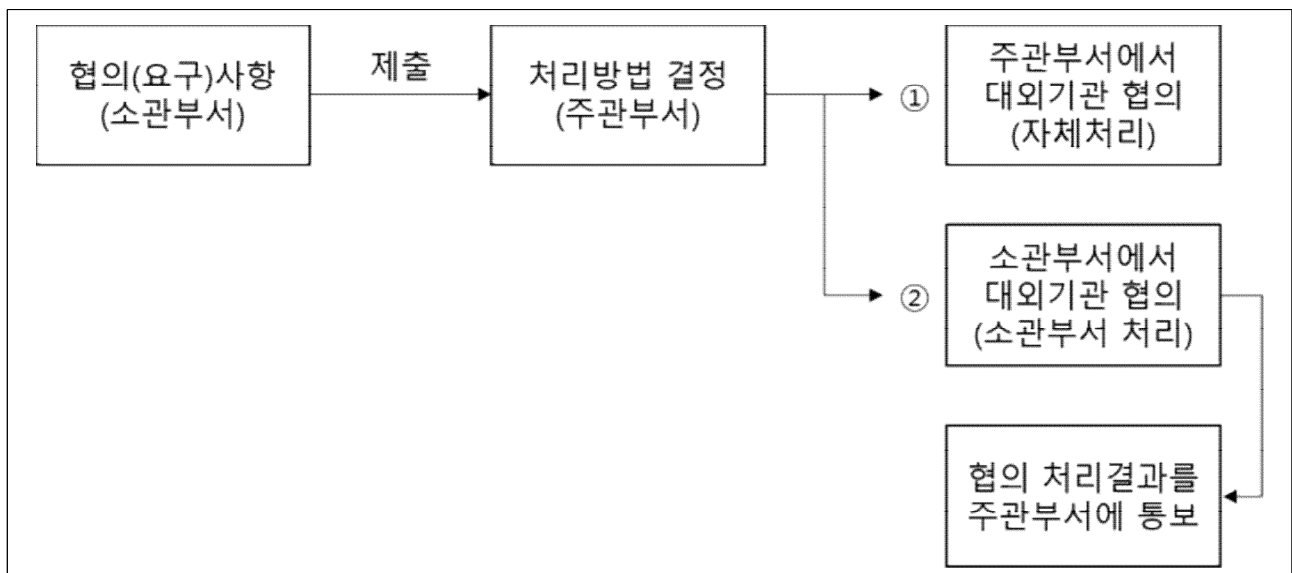 협의(요구)사항
(소관부서)
제출
처리방법 결정
(주관부서)
①
주관부서에서
대외기관 협의
(자체처리)
②
소관부서에서
대외기관 협의
(소관부서 처리)
협의 처리결과를
주관부서에 통보